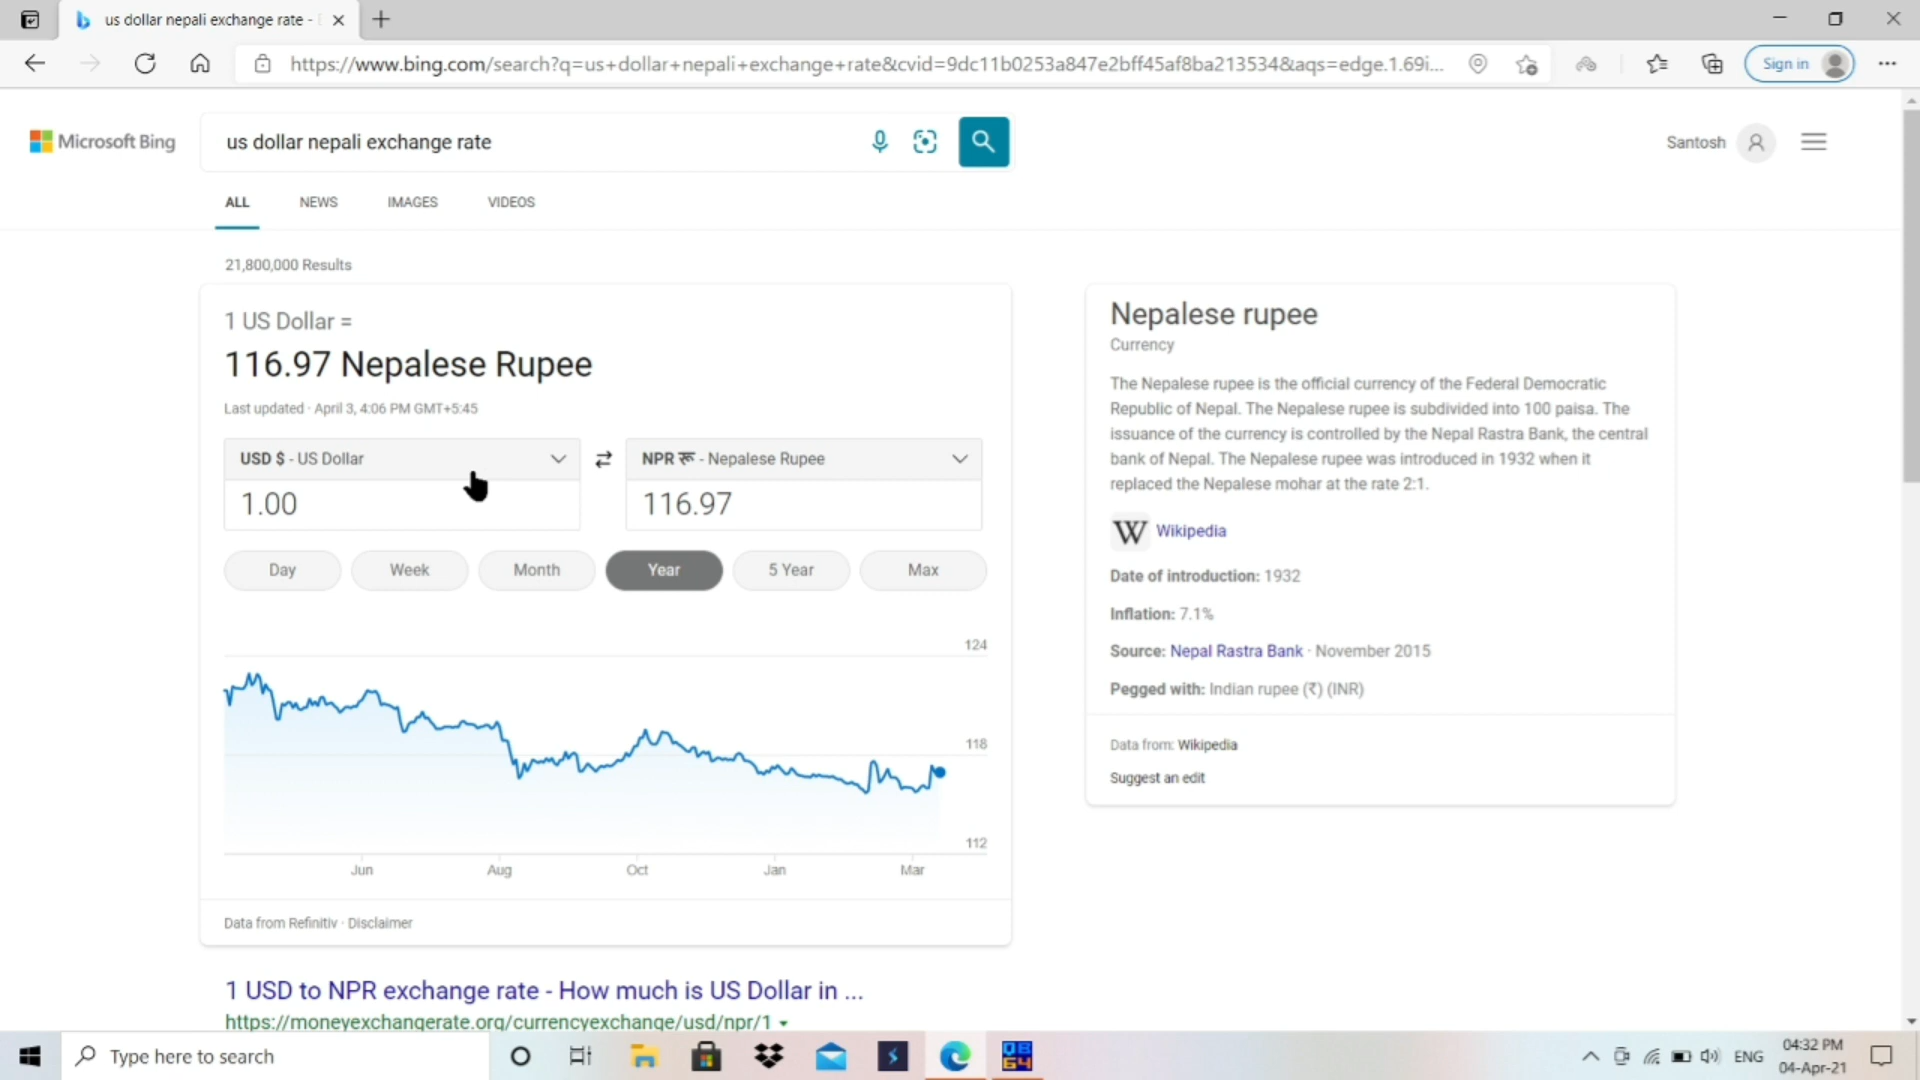 us dollar nepali exchange rate -
https://www.bing.com/search?q=us+dollar+nepali+exchange+rate&cvid=9dc11b0253a847e2bff45af8ba213534&aqs=edge.1.69i...
Sign in
Microsoft Bing
us dollar nepali exchange rate
Santosh
ALL NEWS IMAGES VIDEOS
21,800,000 Results
1 US Dollar =
116.97 Nepalese Rupee
Last updated · April 3, 4:06 PM GMT+5:45
USD $ - US Dollar
NPR रू - Nepalese Rupee
1.00
116.97
Day Week Month Year 5 Year Max
124
118
112
Jun Aug Oct Jan Mar
Data from Refinitiv · Disclaimer
1 USD to NPR exchange rate - How much is US Dollar in ...
https://moneyexchangerate.org/currencyexchange/usd/npr/1
Nepalese rupee
Currency
The Nepalese rupee is the official currency of the Federal Democratic
Republic of Nepal. The Nepalese rupee is subdivided into 100 paisa. The
issuance of the currency is controlled by the Nepal Rastra Bank, the central
bank of Nepal. The Nepalese rupee was introduced in 1932 when it
replaced the Nepalese mohar at the rate 2:1.
W Wikipedia
Date of introduction: 1932
Inflation: 7.1%
Source: Nepal Rastra Bank · November 2015
Pegged with: Indian rupee (₹) (INR)
Data from: Wikipedia
Suggest an edit
Type here to search
QB
64
ENG
04:32 PM
04-Apr-21